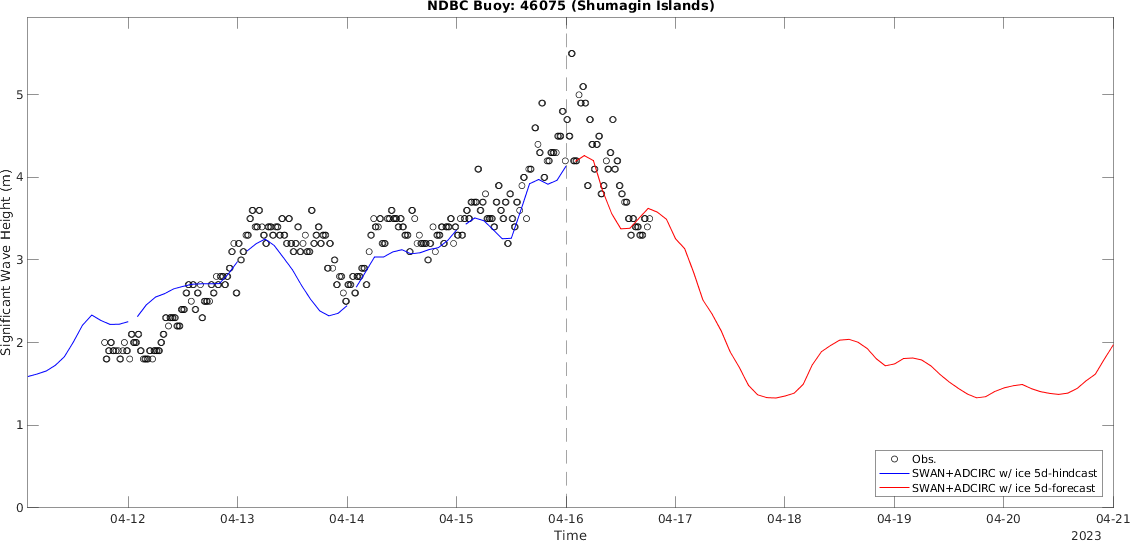 NDBC Buoy: 46075 (Shumagin Islands)
Significant Wave Height (m)
5
4
3
2
1
0
Obs.
SWAN+ADCIRC w/ ice 5d-hindcast
SWAN+ADCIRC w/ ice 5d-forecast
04-12 04-13 04-14 04-15 04-16 04-17 04-18 04-19 04-20 04-21
Time
2023